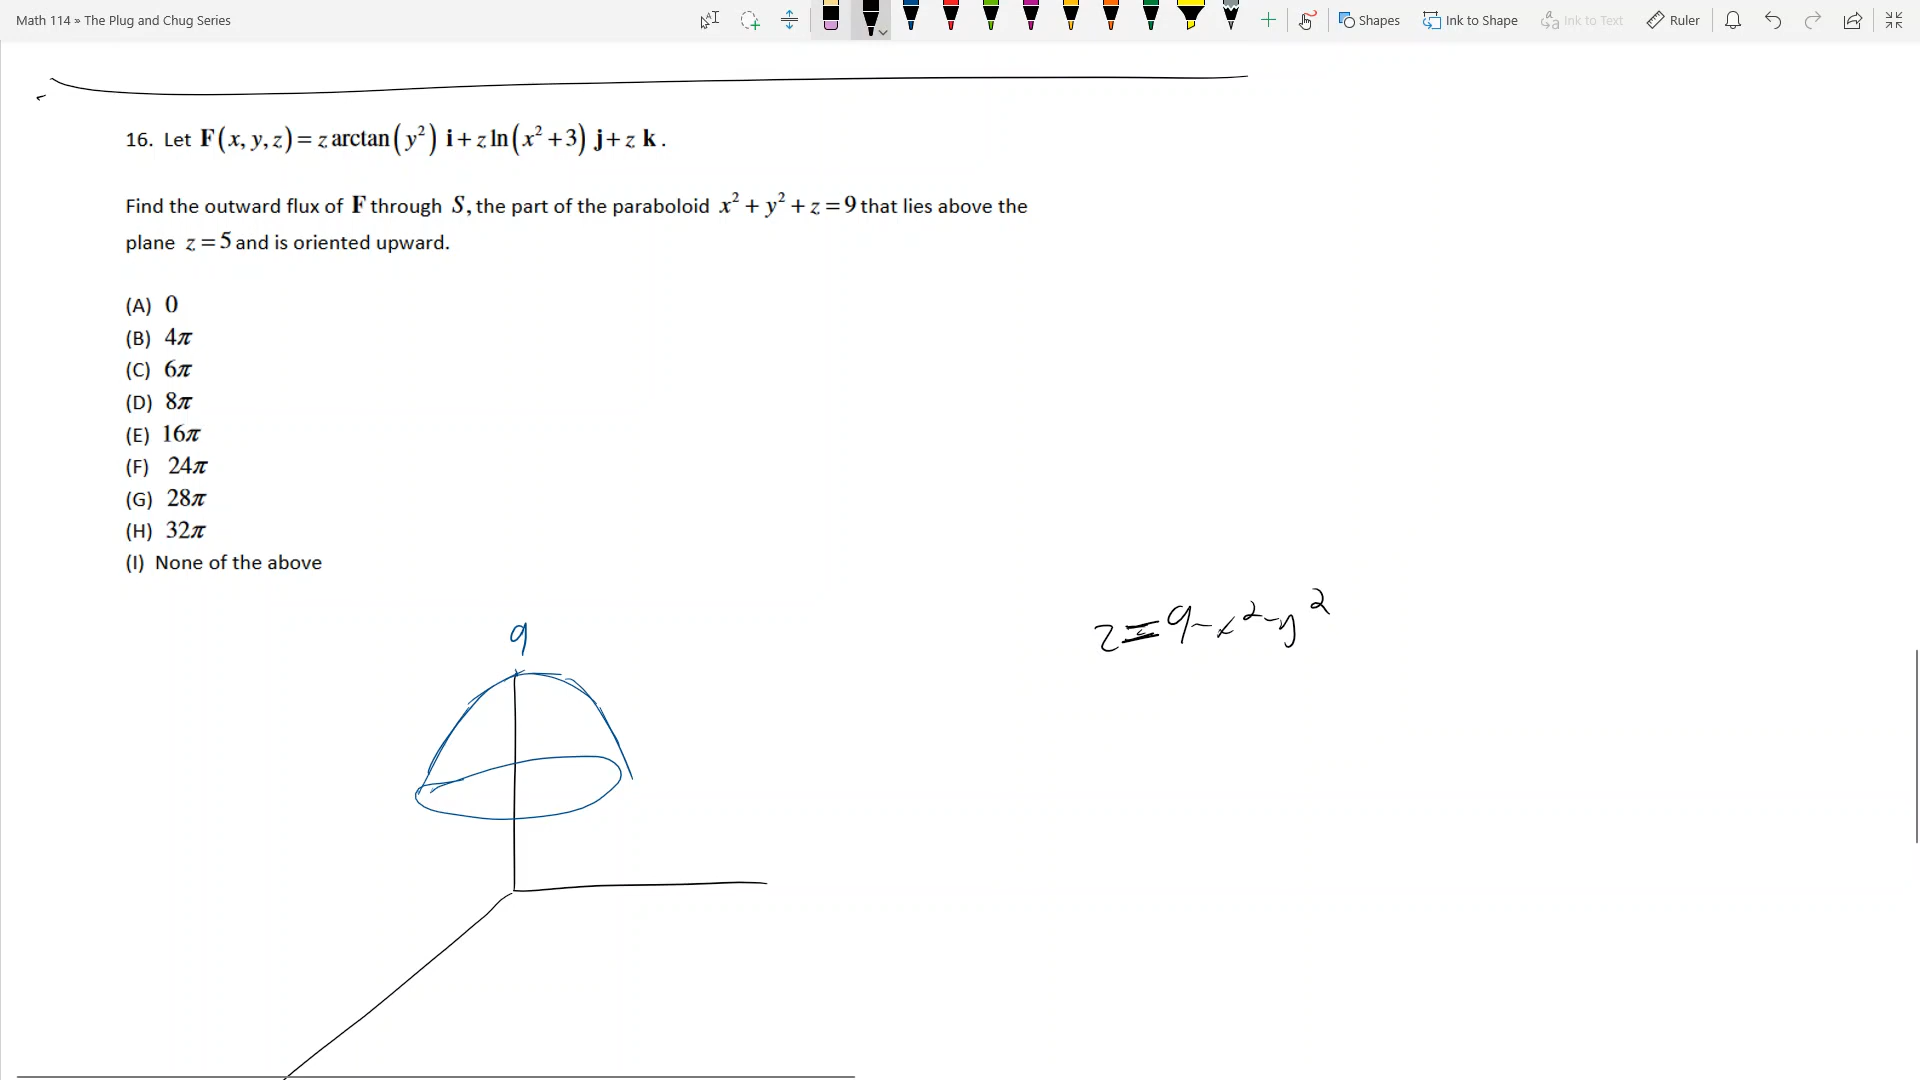 Math 114 » The Plug and Chug Series
Shapes Ink to Shape Ink to Text Ruler
16. Let F(x, y, z) = z arctan(y²) i + z ln(x² + 3) j + z k.
Find the outward flux of F through S, the part of the paraboloid x² + y² + z = 9 that lies above the
plane z = 5 and is oriented upward.
(A) 0
(B) 4π
(C) 6π
(D) 8π
(E) 16π
(F) 24π
(G) 28π
(H) 32π
(I) None of the above
9
z = 9 - x² - y²